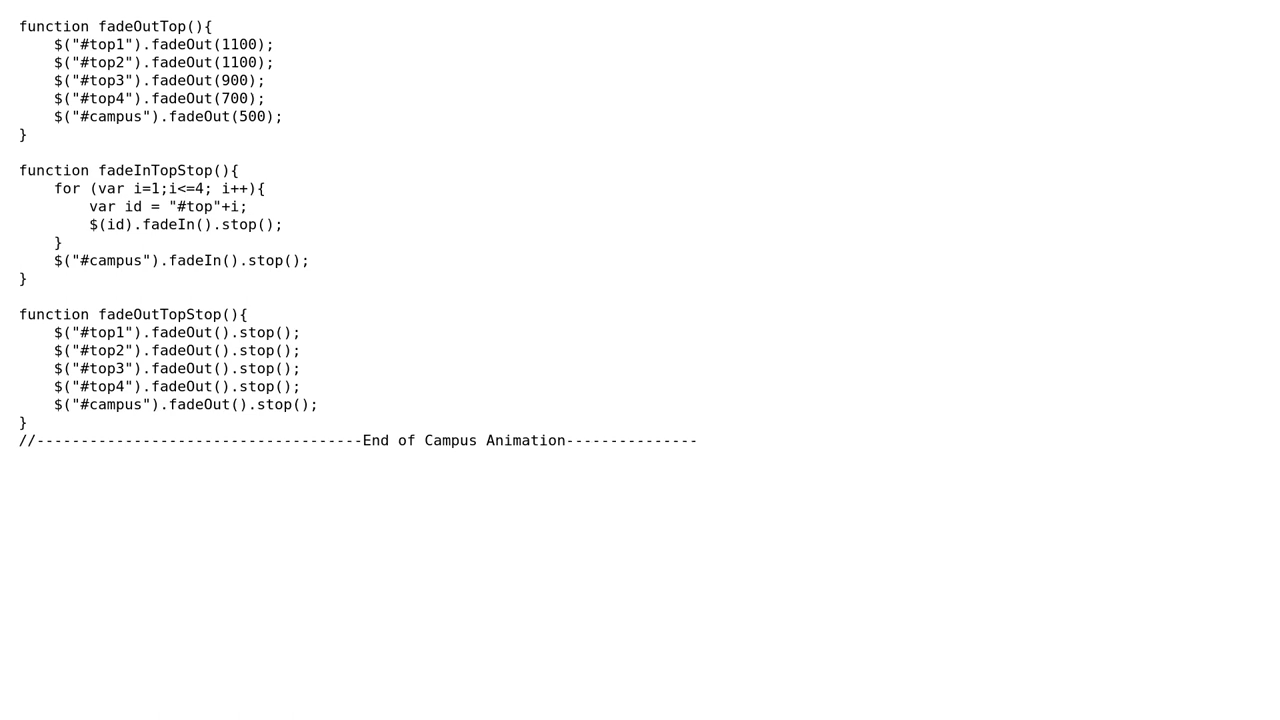 function fadeOutTop(){
    $("#top1").fadeOut(1100);
    $("#top2").fadeOut(1100);
    $("#top3").fadeOut(900);
    $("#top4").fadeOut(700);
    $("#campus").fadeOut(500);
}

function fadeInTopStop(){
    for (var i=1;i<=4; i++){
        var id = "#top"+i;
        $(id).fadeIn().stop();
    }
    $("#campus").fadeIn().stop();
}

function fadeOutTopStop(){
    $("#top1").fadeOut().stop();
    $("#top2").fadeOut().stop();
    $("#top3").fadeOut().stop();
    $("#top4").fadeOut().stop();
    $("#campus").fadeOut().stop();
}
//-------------------------------------End of Campus Animation---------------